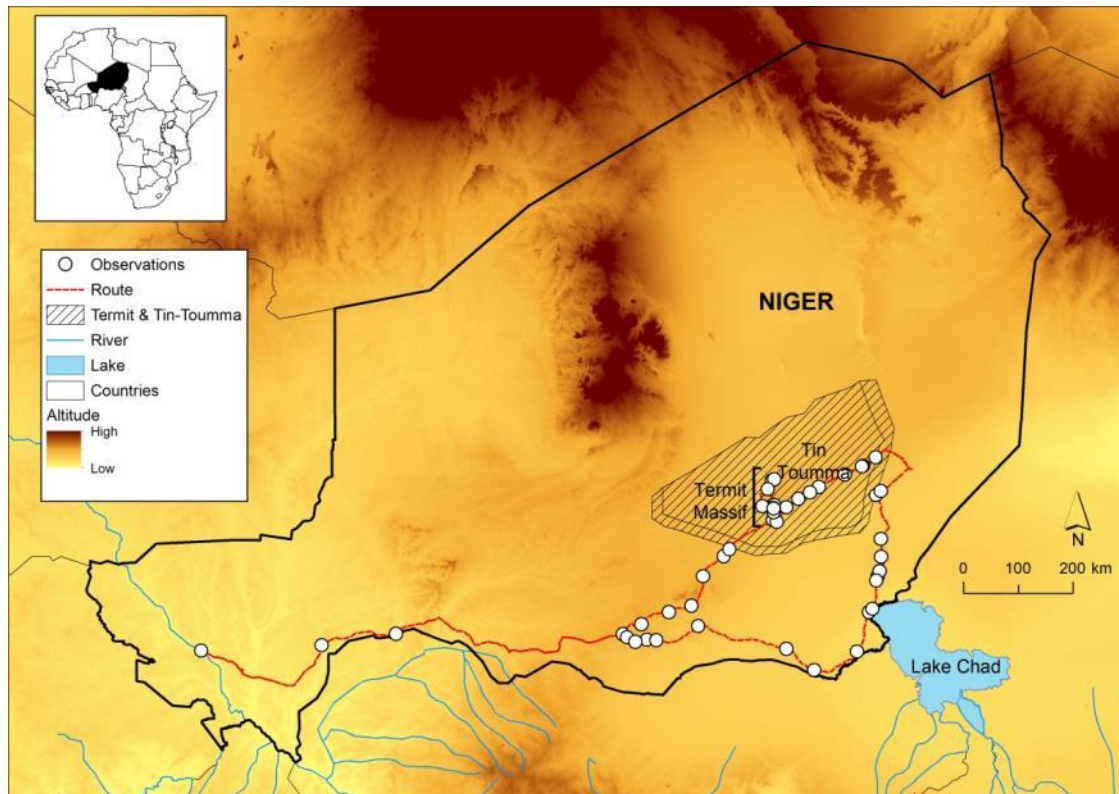 Observations
Route
Termit & Tin-Toumma
River
Lake
Countries
Altitude
High
Low
NIGER
Tin
Toumma
Termit
Massif
N
0 100 200 km
Lake Chad